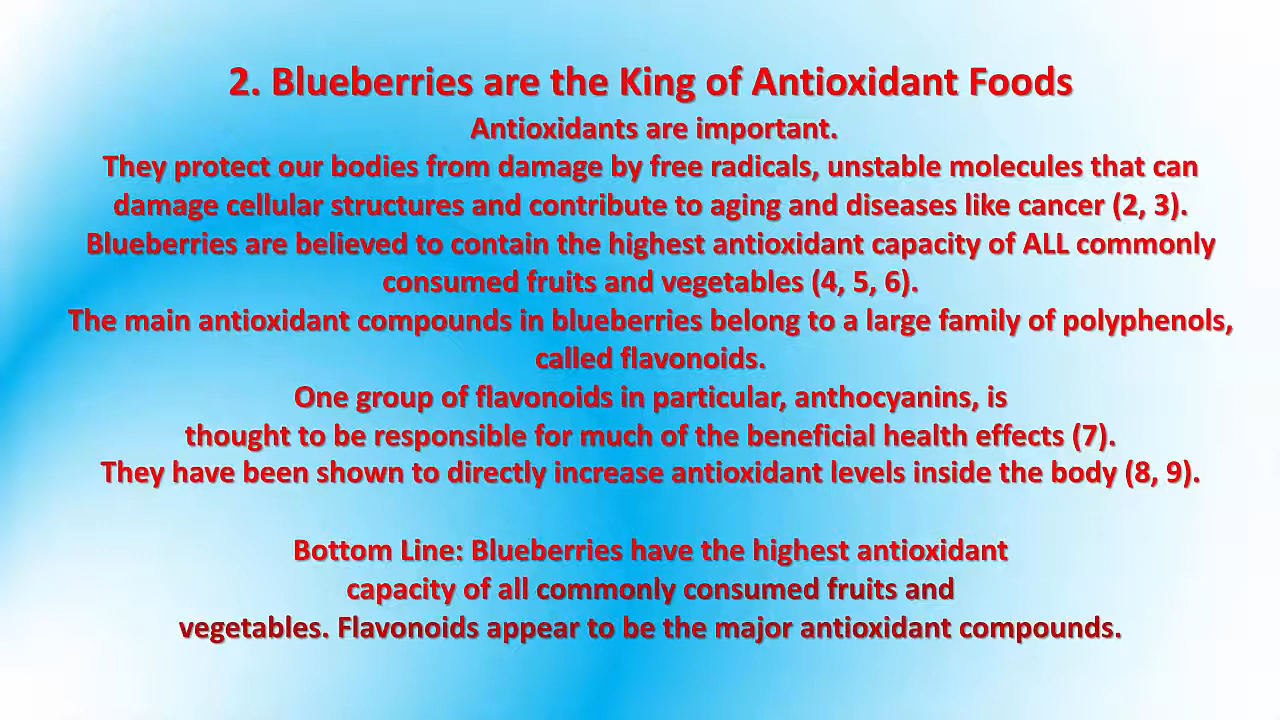 2. Blueberries are the King of Antioxidant Foods
Antioxidants are important.
They protect our bodies from damage by free radicals, unstable molecules that can
damage cellular structures and contribute to aging and diseases like cancer (2, 3).
Blueberries are believed to contain the highest antioxidant capacity of ALL commonly
consumed fruits and vegetables (4, 5, 6).
The main antioxidant compounds in blueberries belong to a large family of polyphenols,
called flavonoids.
One group of flavonoids in particular, anthocyanins, is
thought to be responsible for much of the beneficial health effects (7).
They have been shown to directly increase antioxidant levels inside the body (8, 9).
Bottom Line: Blueberries have the highest antioxidant
capacity of all commonly consumed fruits and
vegetables. Flavonoids appear to be the major antioxidant compounds.